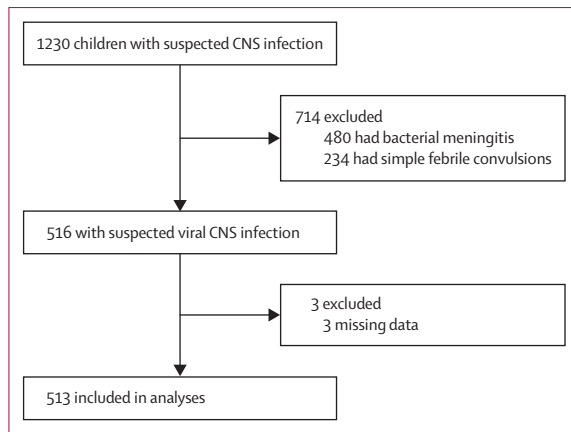 1230 children with suspected CNS infection
714 excluded
480 had bacterial meningitis
234 had simple febrile convulsions
516 with suspected viral CNS infection
3 excluded
3 missing data
513 included in analyses